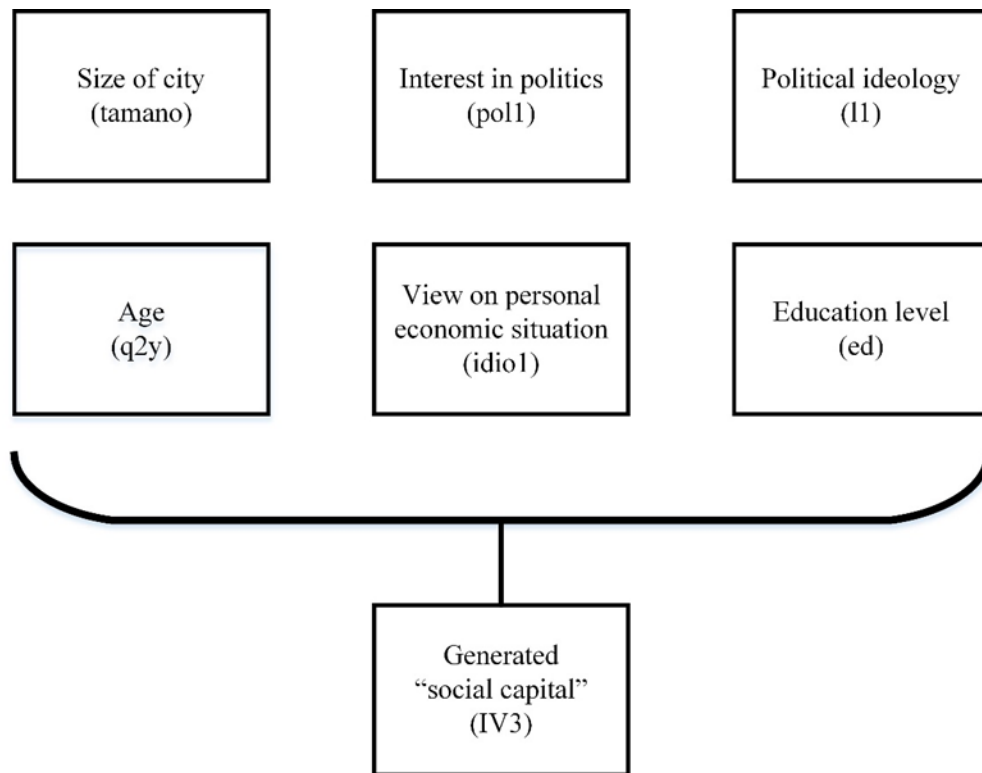 Size of city
(tamano)
Interest in politics
(pol1)
Political ideology
(l1)
Age
(q2y)
View on personal
economic situation
(idio1)
Education level
(ed)
Generated
“social capital”
(IV3)